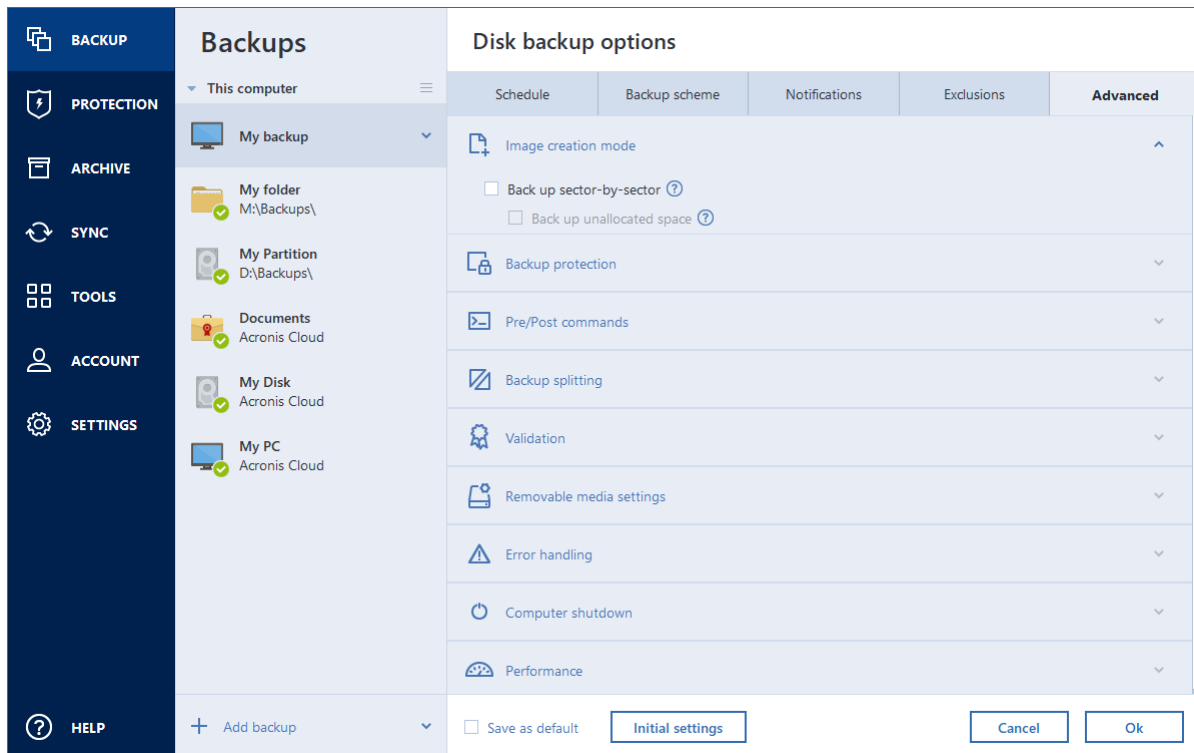 BACKUP
PROTECTION
ARCHIVE
SYNC
TOOLS
ACCOUNT
SETTINGS
HELP
Backups
This computer
My backup
My folder
M:\Backups\
My Partition
D:\Backups\
Documents
Acronis Cloud
My Disk
Acronis Cloud
My PC
Acronis Cloud
Add backup
Disk backup options
Schedule
Backup scheme
Notifications
Exclusions
Advanced
Image creation mode
Back up sector-by-sector ?
Back up unallocated space ?
Backup protection
Pre/Post commands
Backup splitting
Validation
Removable media settings
Error handling
Computer shutdown
Performance
Save as default
Initial settings
Cancel
Ok